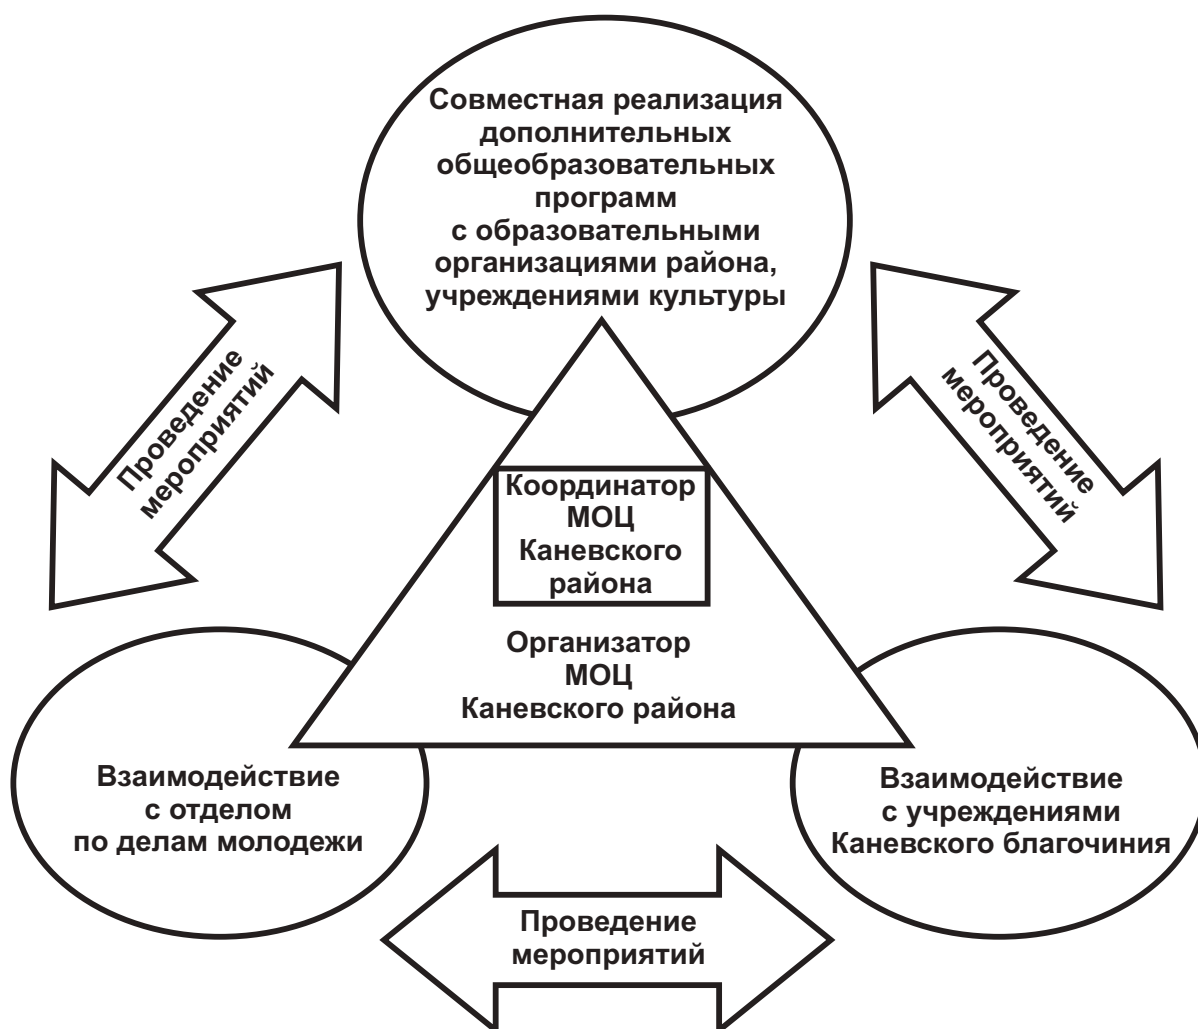 Совместная реализация
дополнительных
общеобразовательных
программ
с образовательными
организациями района,
учреждениями культуры
Проведение
мероприятий
Проведение
мероприятий
Координатор
МОЦ
Каневского
района
Организатор
МОЦ
Каневского района
Взаимодействие
с отделом
по делам молодежи
Взаимодействие
с учреждениями
Каневского благочиния
Проведение
мероприятий